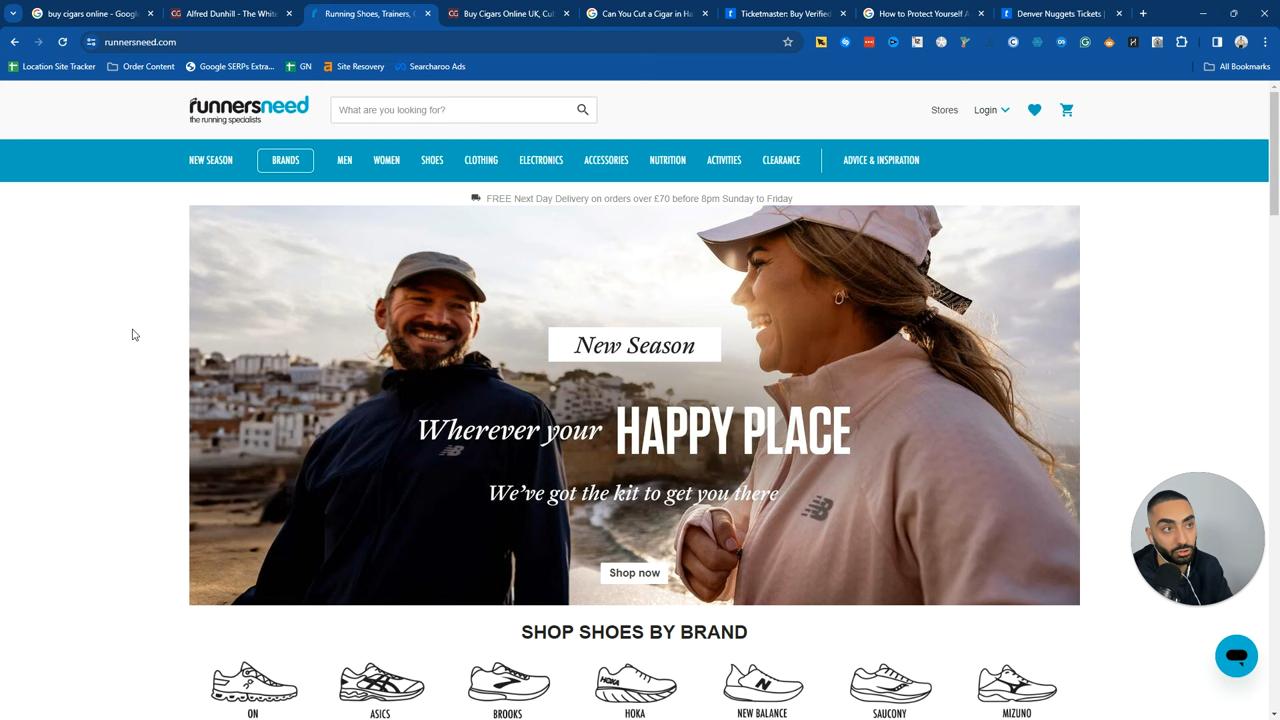 buy cigars online - Google
Alfred Dunhill - The White
Running Shoes, Trainers,
Buy Cigars Online UK, Cu
Can You Cut a Cigar in Ha
Ticketmaster: Buy Verified
How to Protect Yourself
Denver Nuggets Tickets
runnersneed.com
Location Site Tracker
Order Content
Google SERPs Extra...
GN
Site Recovery
Searcharoo Ads
All Bookmarks
runnersneed
the running specialists
What are you looking for?
Stores
Login
NEW SEASON
BRANDS
MEN
WOMEN
SHOES
CLOTHING
ELECTRONICS
ACCESSORIES
NUTRITION
ACTIVITIES
CLEARANCE
ADVICE & INSPIRATION
FREE Next Day Delivery on orders over £70 before 8pm Sunday to Friday
New Season
Wherever your HAPPY PLACE
We've got the kit to get you there
Shop now
SHOP SHOES BY BRAND
HOKA
ON
ASICS
BROOKS
HOKA
NEW BALANCE
SAUCONY
MIZUNO